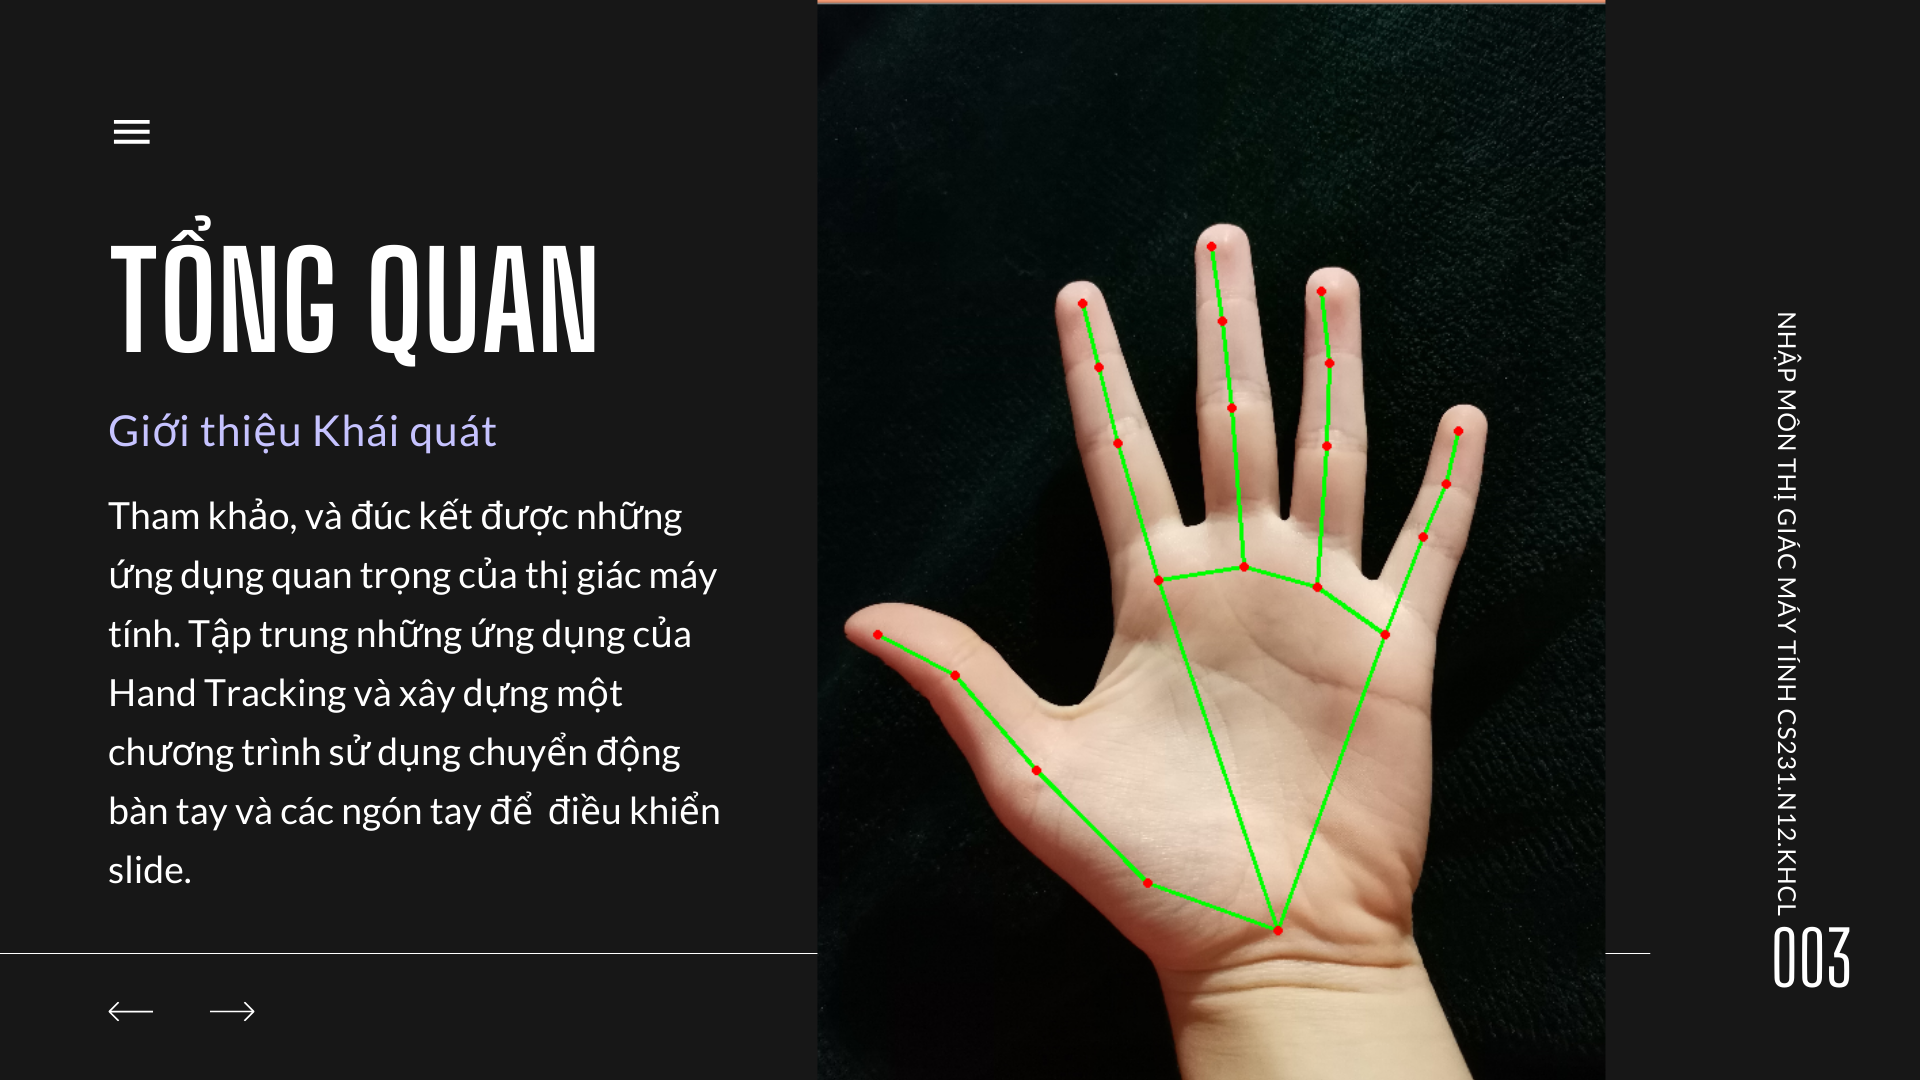 TỔNG QUAN
Giới thiệu Khái quát
Tham khảo, và đúc kết được những
ứng dụng quan trọng của thị giác máy
tính. Tập trung những ứng dụng của
Hand Tracking và xây dựng một
chương trình sử dụng chuyển động
bàn tay và các ngón tay để  điều khiển
slide.
NHẬP MÔN THỊ GIÁC MÁY TÍNH CS231.N12.KHCL
003